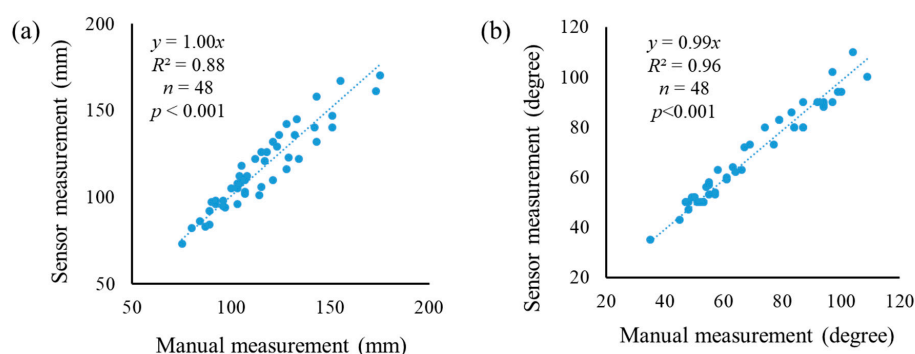 (a)
y = 1.00x
R² = 0.88
n = 48
p < 0.001
Sensor measurement (mm)
200
150
100
50
50 100 150 200
Manual measurement (mm)
(b)
y = 0.99x
R² = 0.96
n = 48
p<0.001
Sensor measurement (degree)
120
100
80
60
40
20
20 40 60 80 100 120
Manual measurement (degree)